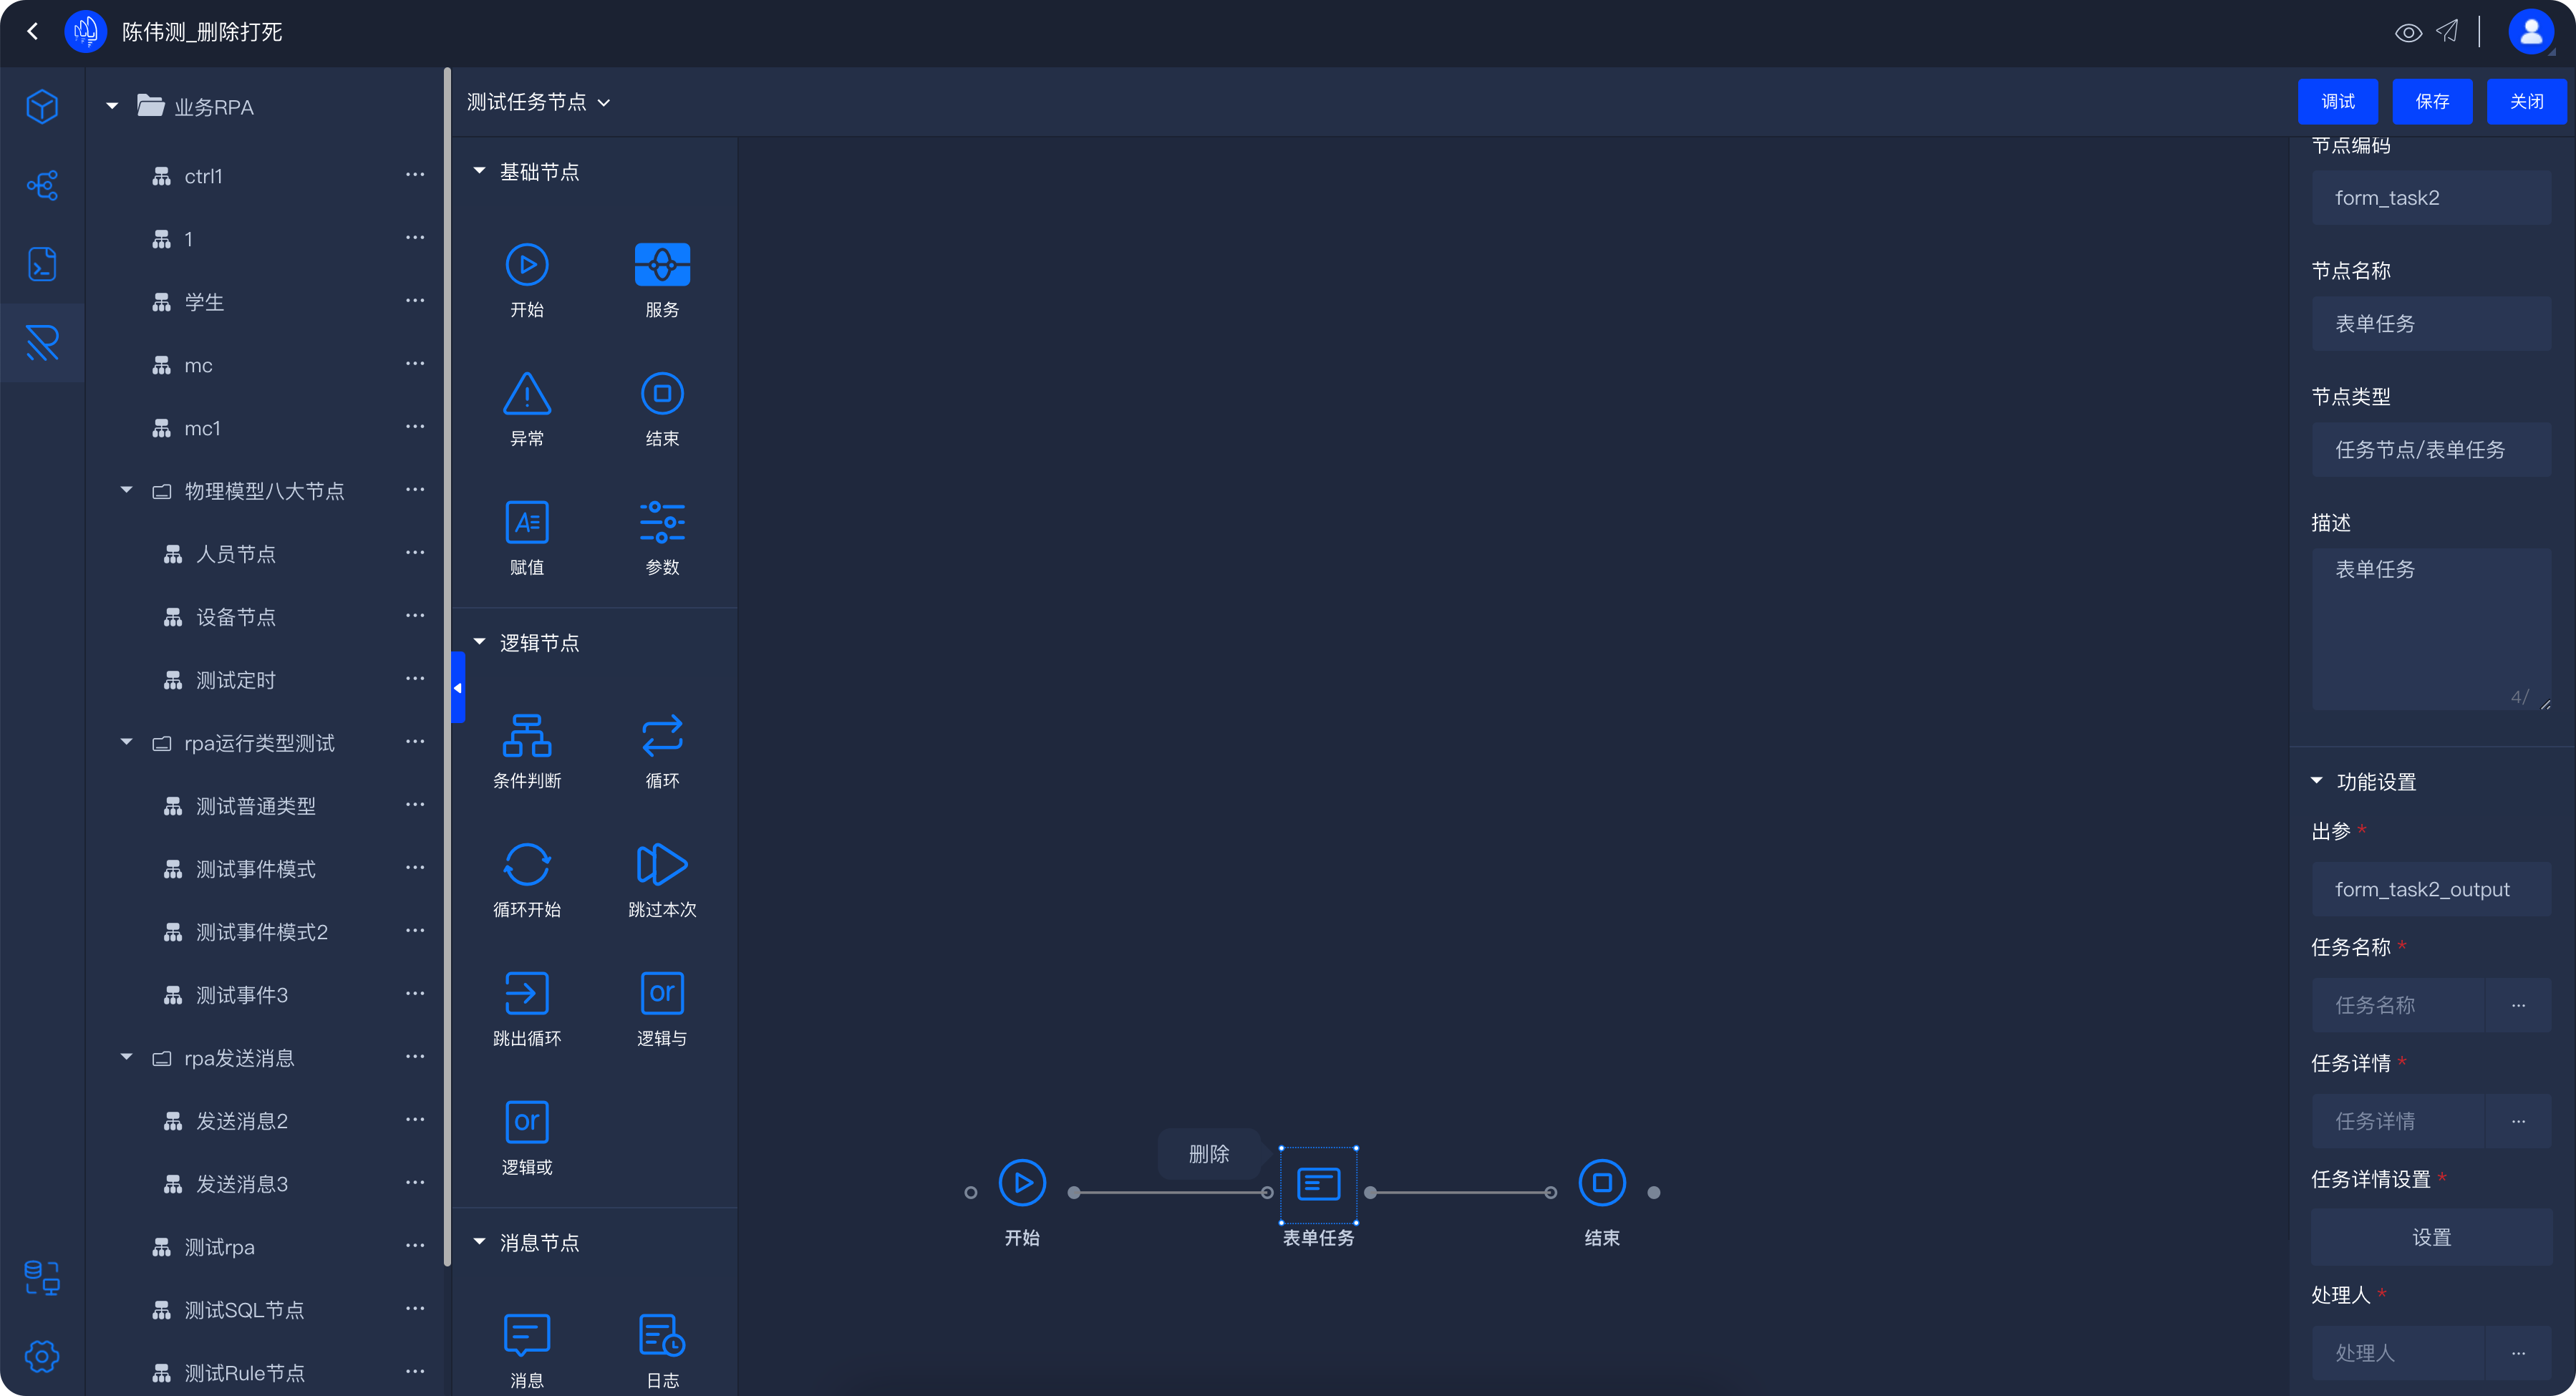 陈伟测_删除打死
业务RPA
ctrl1
1
学生
mc
mc1
物理模型八大节点
人员节点
设备节点
测试定时
rpa运行类型测试
测试普通类型
测试事件模式
测试事件模式2
测试事件3
rpa发送消息
发送消息2
发送消息3
测试rpa
测试SQL节点
测试Rule节点
测试任务节点
调试 保存 关闭
基础节点
开始 服务
异常 结束
赋值 参数
逻辑节点
条件判断 循环
循环开始 跳过本次
跳出循环 逻辑与
逻辑或
消息节点
消息 日志
删除
开始 表单任务 结束
节点编码
form_task2
节点名称
表单任务
节点类型
任务节点/表单任务
描述
表单任务
4/
功能设置
出参 *
form_task2_output
任务名称 *
任务名称 ...
任务详情 *
任务详情 ...
任务详情设置 *
设置
处理人 *
处理人 ...